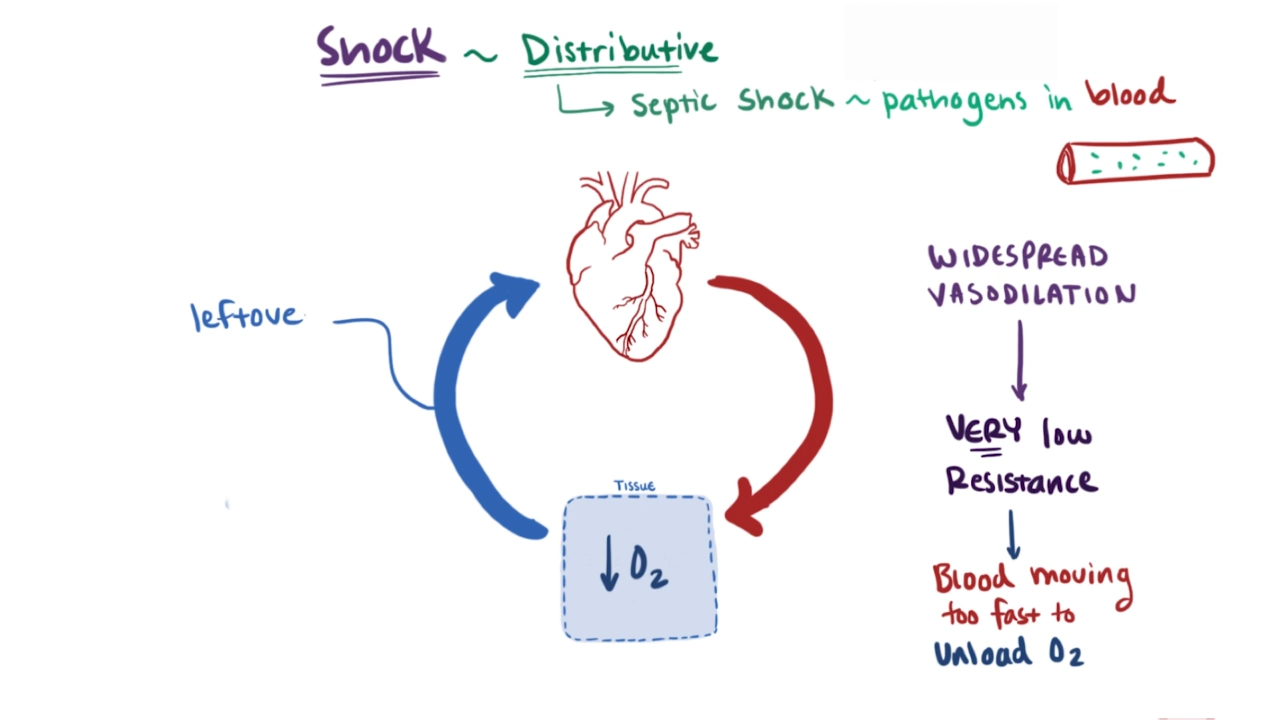 Shock ~ Distributive
Septic Shock ~ pathogens in blood
WIDESPREAD
VASODILATION
leftove
VERY low
Resistance
Tissue
↓ O2
Blood moving
too fast to
Unload O2